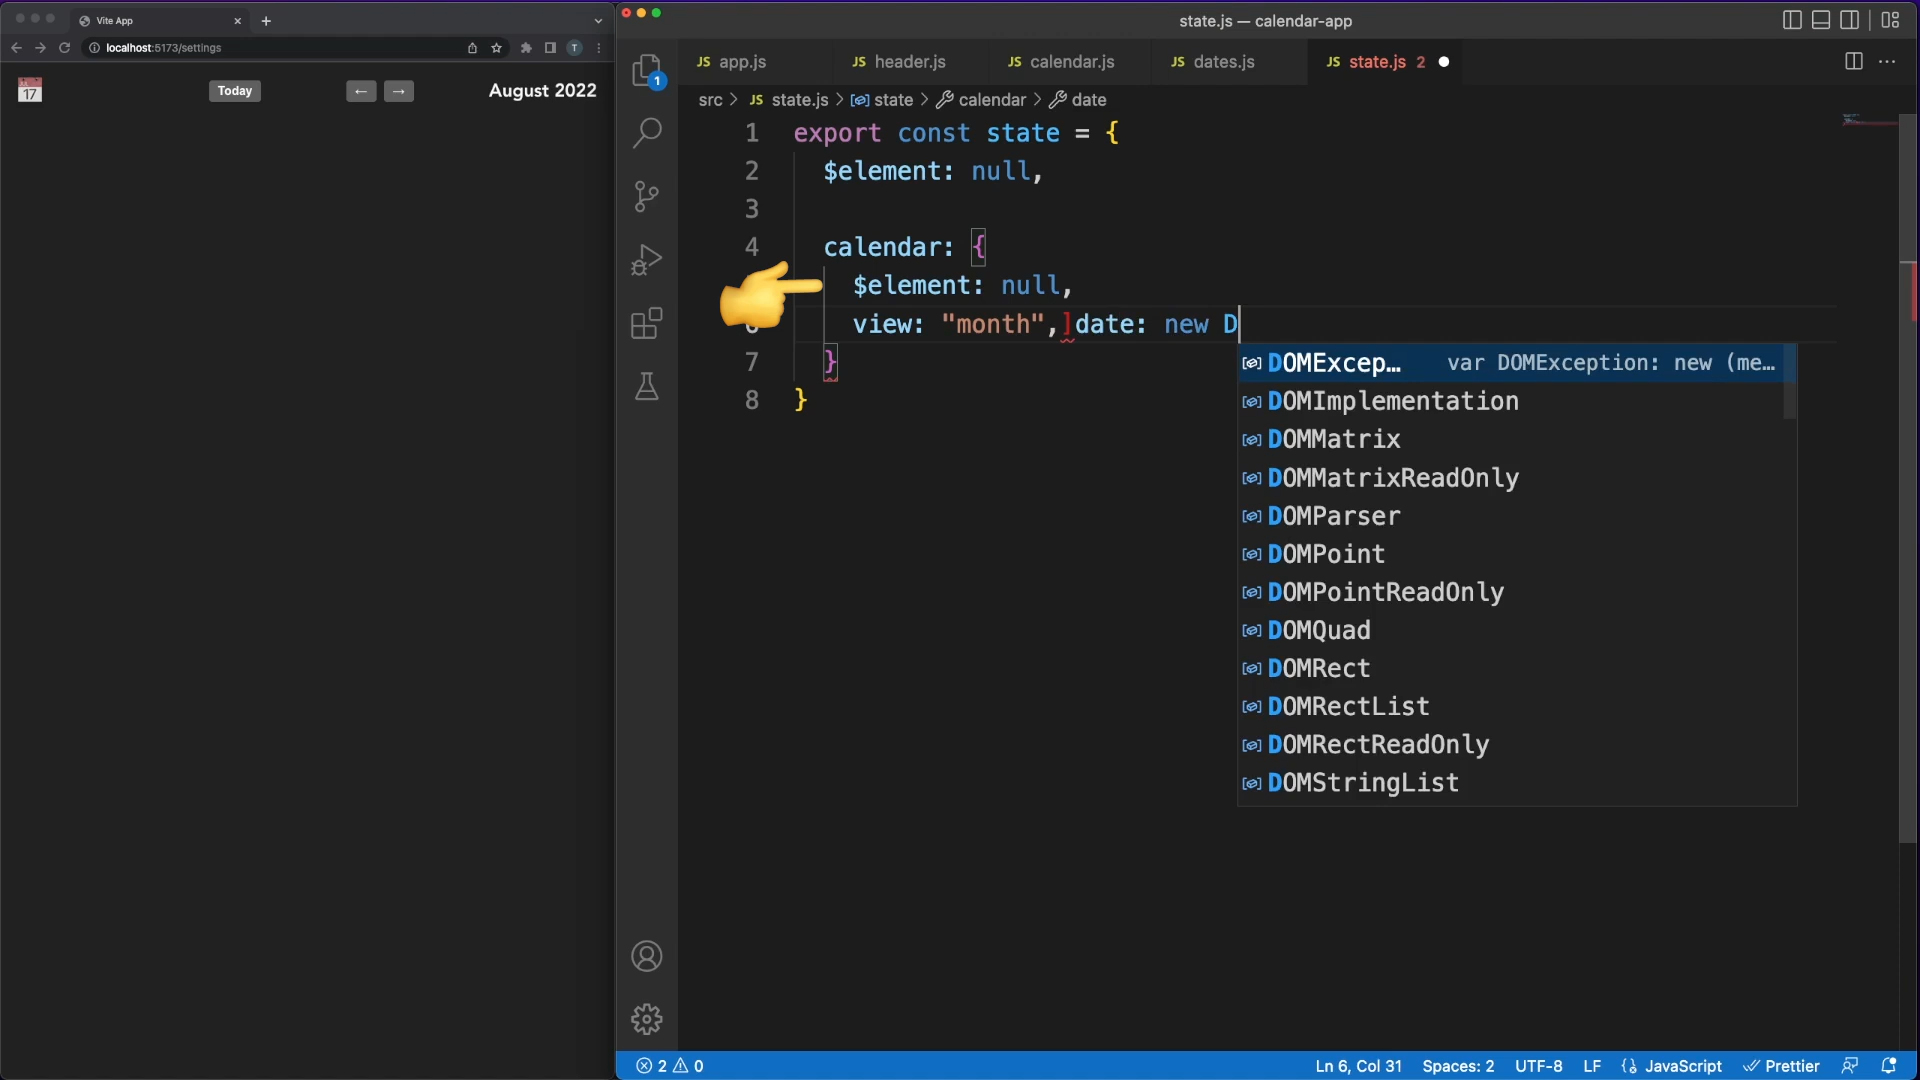 Vite App
localhost:5173/settings
17
Today
August 2022
state.js — calendar-app
JS app.js
JS header.js
JS calendar.js
JS dates.js
JS state.js 2
1
src > JS state.js > state > calendar > date
1 export const state = {
2 $element: null,
3
4 calendar: {
$element: null,
view: "month",]date: new D
7 }
8 }
DOMExcep… var DOMException: new (me…
DOMImplementation
DOMMatrix
DOMMatrixReadOnly
DOMParser
DOMPoint
DOMPointReadOnly
DOMQuad
DOMRect
DOMRectList
DOMRectReadOnly
DOMStringList
2 0
Ln 6, Col 31 Spaces: 2 UTF-8 LF {} JavaScript Prettier